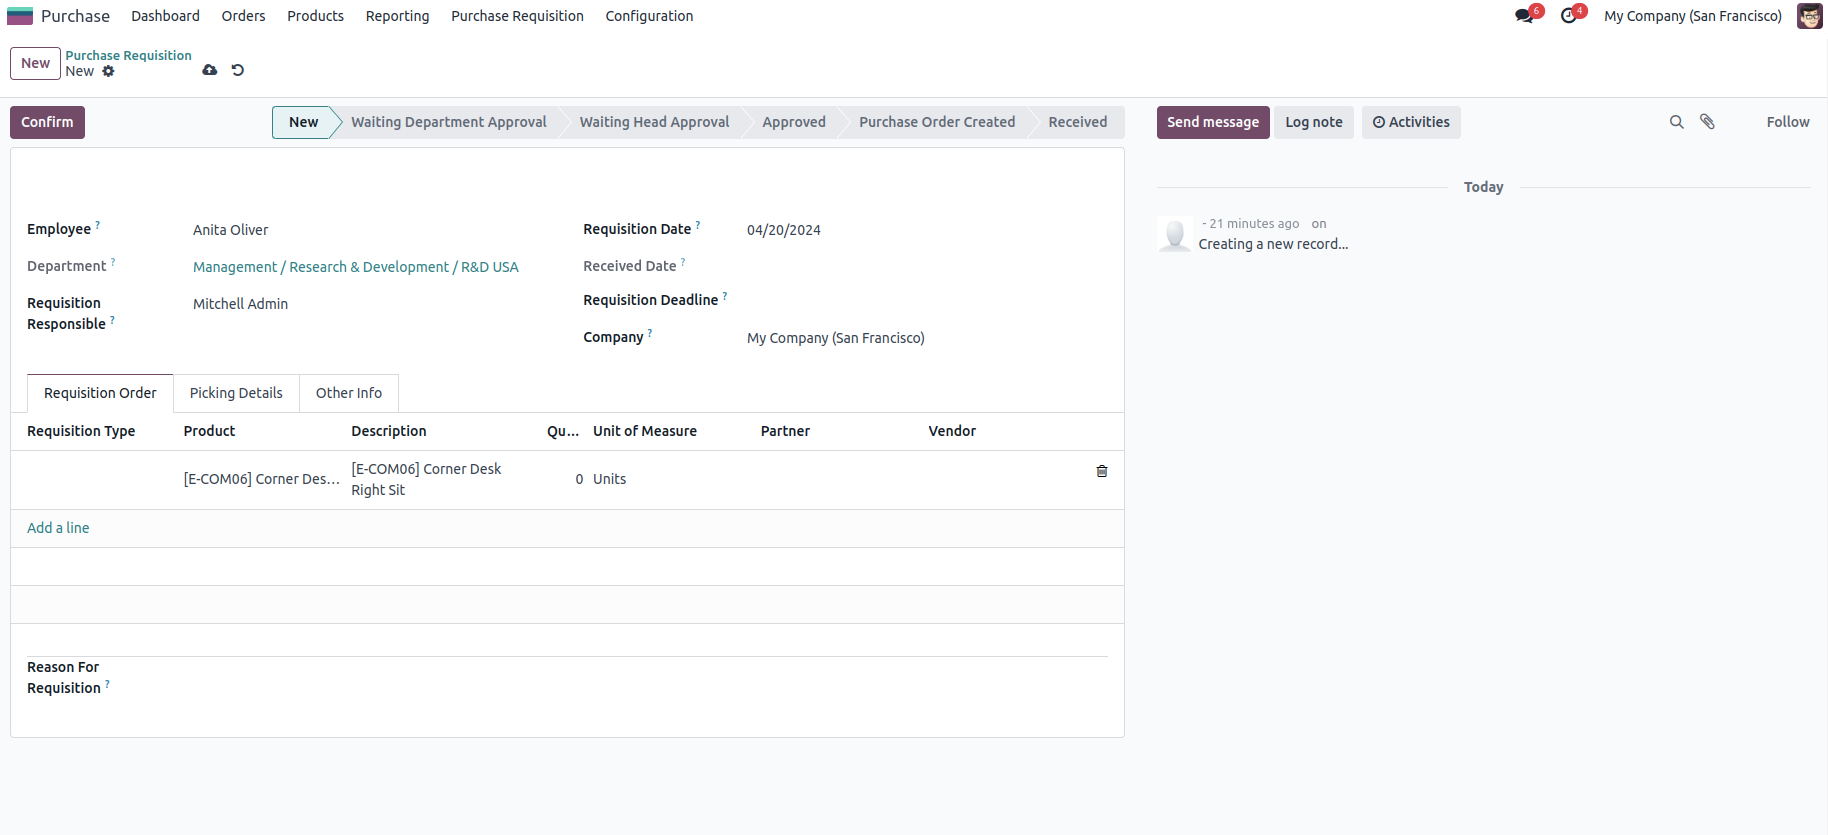 Purchase Dashboard Orders Products Reporting Purchase Requisition Configuration 6 4 My Company (San Francisco)
New Purchase Requisition
New
Confirm New Waiting Department Approval Waiting Head Approval Approved Purchase Order Created Received Send message Log note Activities Follow
Today
Employee ? Anita Oliver Requisition Date ? 04/20/2024
- 21 minutes ago on
Creating a new record...
Department ? Management / Research & Development / R&D USA Received Date ?
Requisition Responsible ? Mitchell Admin Requisition Deadline ?
Company ? My Company (San Francisco)
Requisition Order Picking Details Other Info
Requisition Type Product Description Qu... Unit of Measure Partner Vendor
[E-COM06] Corner Des... [E-COM06] Corner Desk Right Sit 0 Units
Add a line
Reason For
Requisition ?